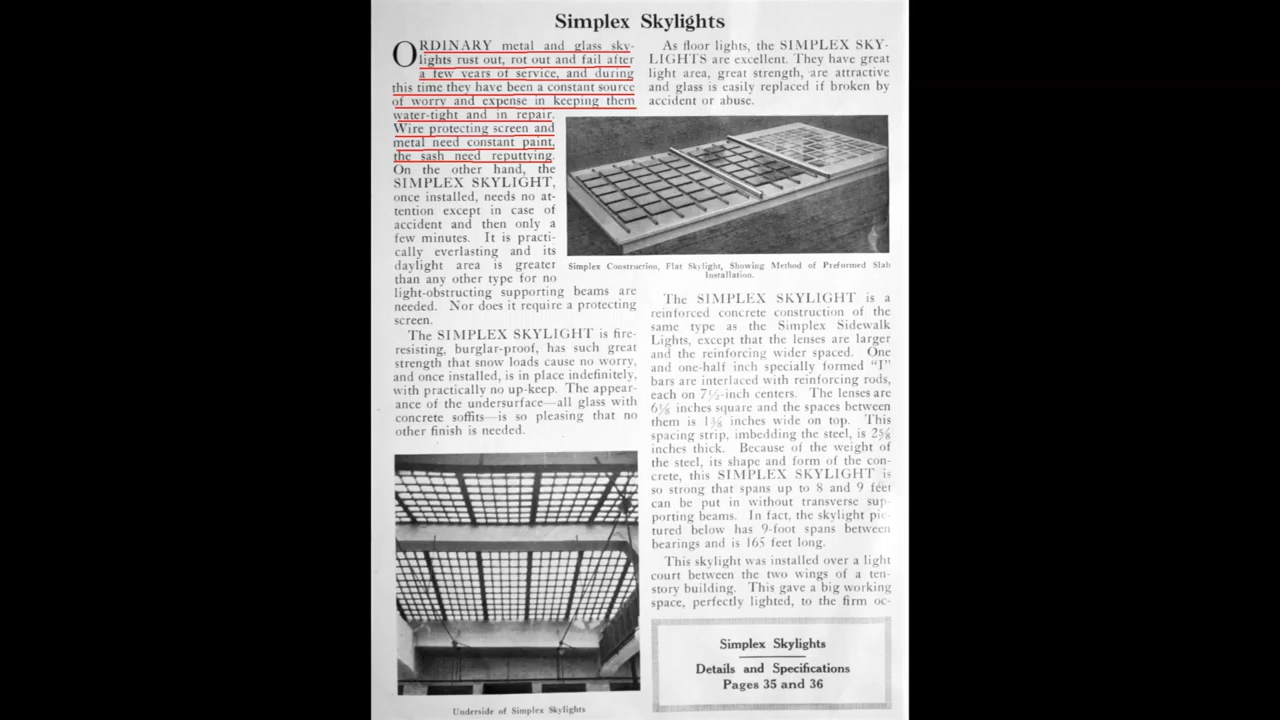 Simplex Skylights
ORDINARY metal and glass sky-
lights rust out, rot out and fail after
a few years of service, and during
this time they have been a constant source
of worry and expense in keeping them
water-tight and in repair.
Wire protecting screen and
metal need constant paint,
the sash need reputtying.
On the other hand, the
SIMPLEX SKYLIGHT,
once installed, needs no at-
tention except in case of
accident and then only a
few minutes. It is practi-
cally everlasting and its
daylight area is greater
than any other type for no
light-obstructing supporting beams are
needed. Nor does it require a protecting
screen.
The SIMPLEX SKYLIGHT is fire-
resisting, burglar-proof, has such great
strength that snow loads cause no worry,
and once installed, is in place indefinitely,
with practically no up-keep. The appear-
ance of the undersurface—all glass with
concrete soffits—is so pleasing that no
other finish is needed.
Underside of Simplex Skylights
As floor lights, the SIMPLEX SKY-
LIGHTS are excellent. They have great
light area, great strength, are attractive
and glass is easily replaced if broken by
accident or abuse.
Simplex Construction, Flat Skylight, Showing Method of Preformed Slab
Installation.
The SIMPLEX SKYLIGHT is a
reinforced concrete construction of the
same type as the Simplex Sidewalk
Lights, except that the lenses are larger
and the reinforcing wider spaced. One
and one-half inch specially formed "I"
bars are interlaced with reinforcing rods,
each on 7½-inch centers. The lenses are
6⅛ inches square and the spaces between
them is 1⅜ inches wide on top. This
spacing strip, imbedding the steel, is 2⅝
inches thick. Because of the weight of
the steel, its shape and form of the con-
crete, this SIMPLEX SKYLIGHT is
so strong that spans up to 8 and 9 feet
can be put in without transverse sup-
porting beams. In fact, the skylight pic-
tured below has 9-foot spans between
bearings and is 165 feet long.
This skylight was installed over a light
court between the two wings of a ten-
story building. This gave a big working
space, perfectly lighted, to the firm oc-
Simplex Skylights
Details and Specifications
Pages 35 and 36